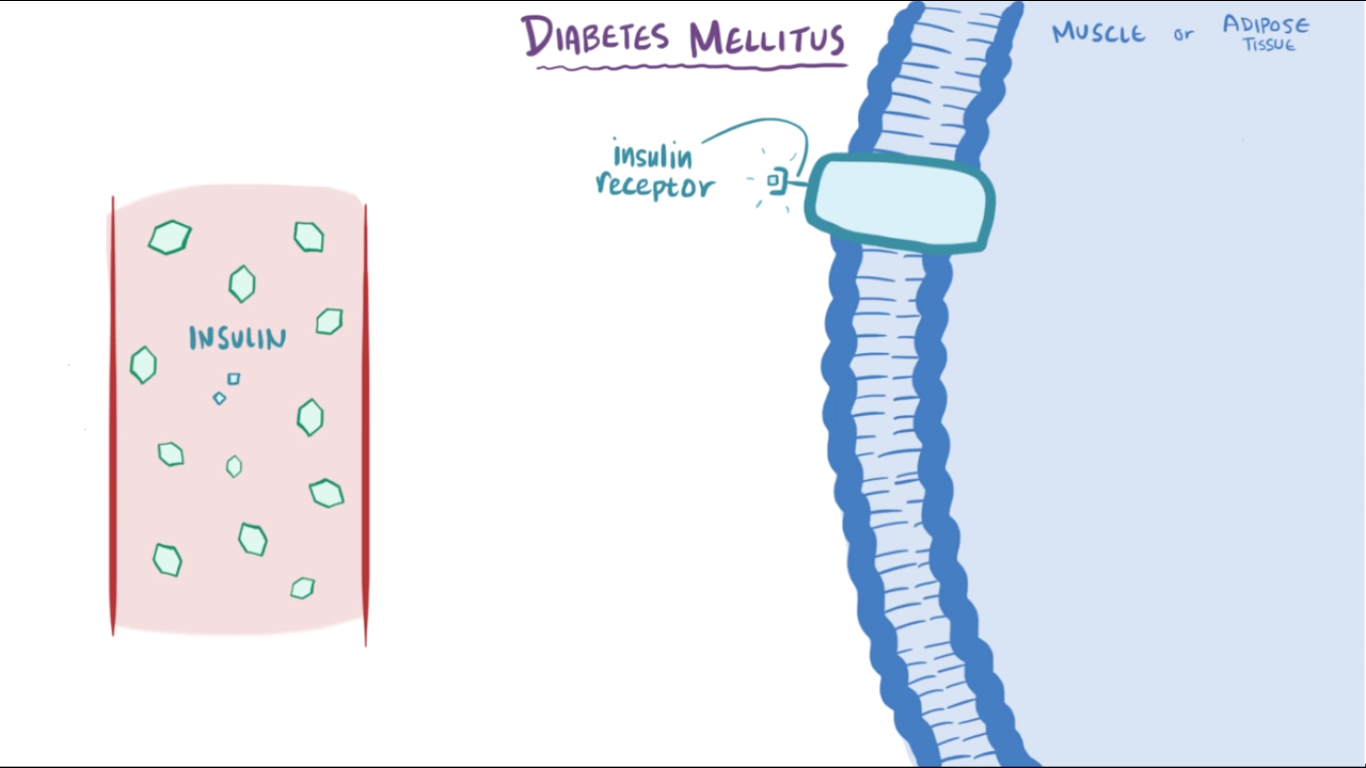 DIABETES MELLITUS
MUSCLE or ADIPOSE
TISSUE
insulin
receptor
INSULIN